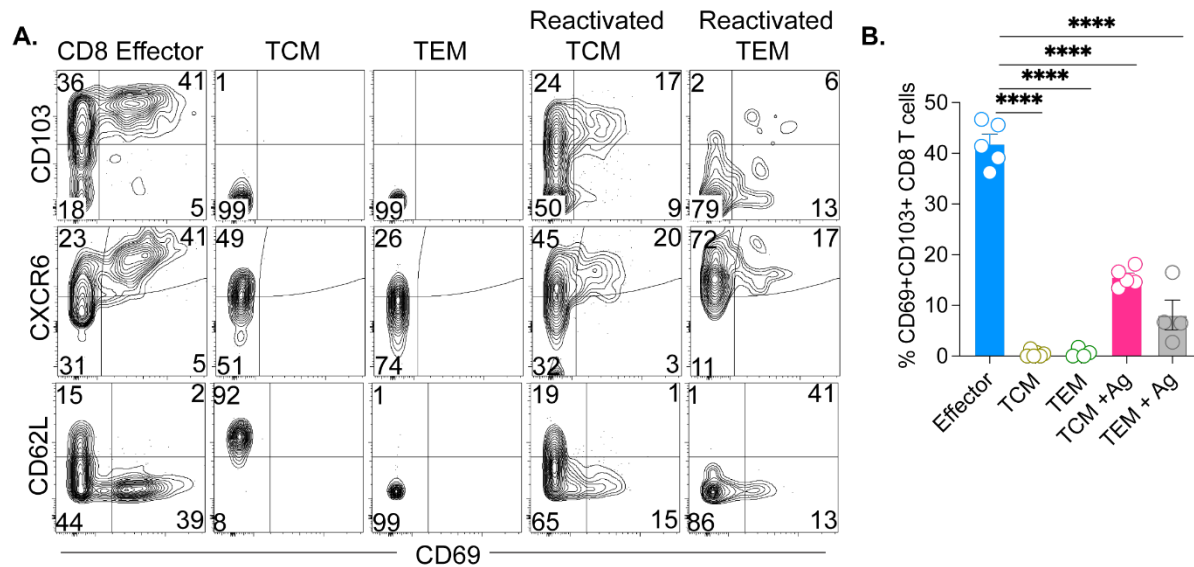 A.
CD8 Effector
TCM
TEM
Reactivated
TCM
Reactivated
TEM
CD103
36 41
18 5
1
99
99
24 17
50 9
2 6
79 13
CXCR6
23 41
31 5
49
51
26
74
45 20
32 3
72 17
11
CD62L
15 2
44 39
92
8
1
99
19 1
65 15
1 41
86 13
CD69
B.
****
****
****
****
% CD69+CD103+ CD8 T cells
50
40
30
20
10
0
Effector
TCM
TEM
TCM +Ag
TEM + Ag